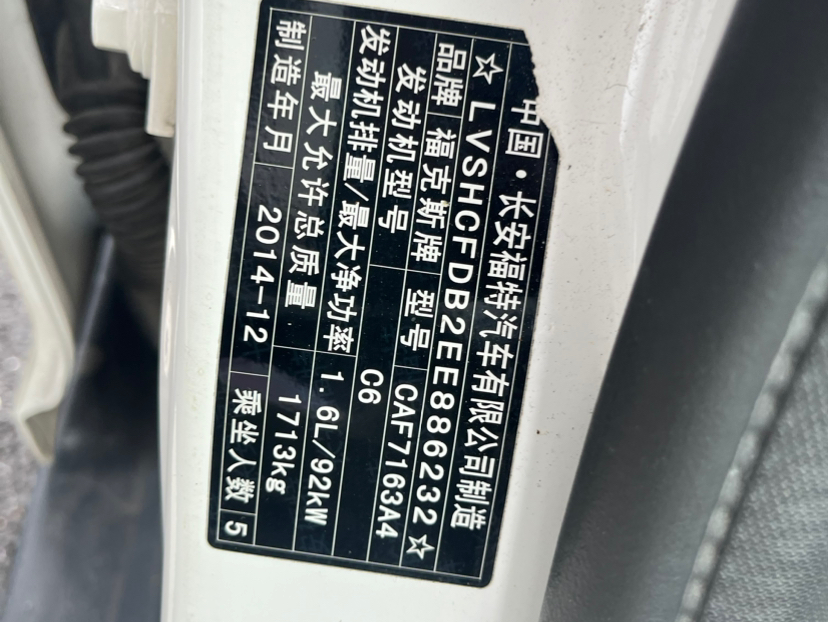 中国·长安福特汽车有限公司制造
☆LVSHCFDB2EE886232☆
品牌 福克斯牌 型号 CAF7163A4
发动机型号 C6
发动机排量/最大净功率 1.6L/92kW
最大允许总质量 1713kg
制造年月 2014-12 乘坐人数 5